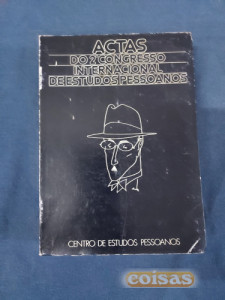 ACTAS
DO 2 CONGRESSO
INTERNACIONAL
DE ESTUDOS PESSOANOS
CENTRO DE ESTUDOS PESSOANOS
coisas